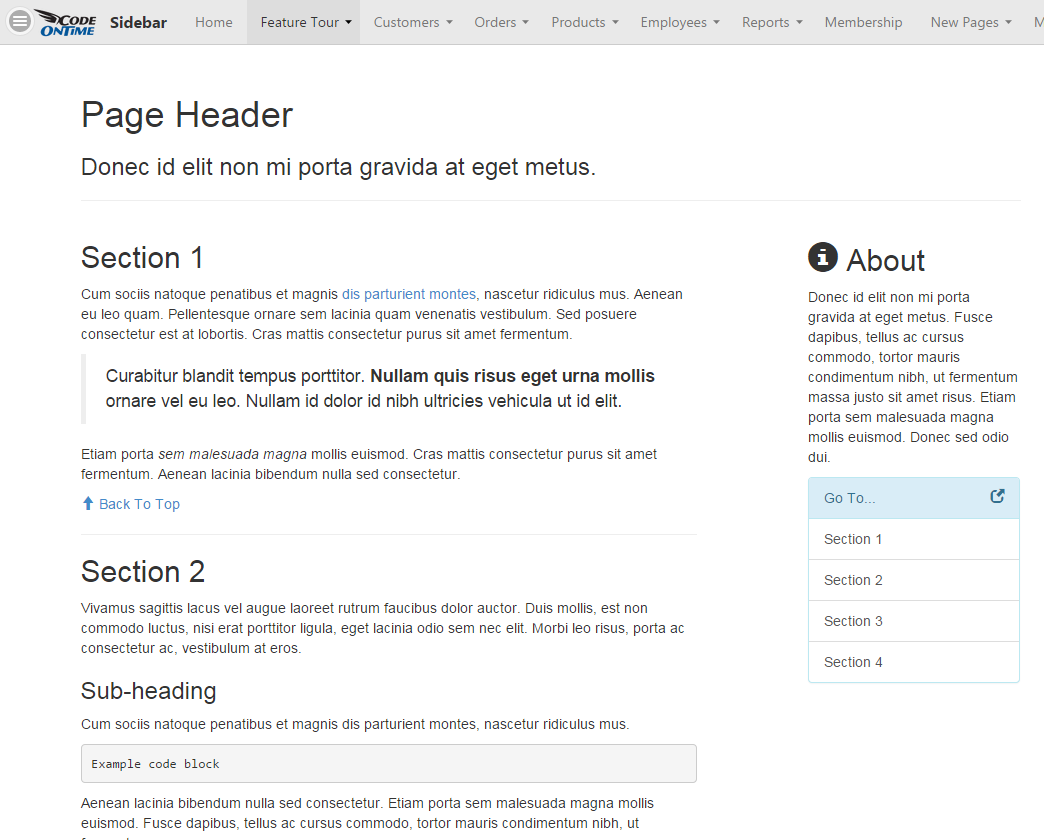 CODE ONTIME Sidebar Home Feature Tour Customers Orders Products Employees Reports Membership New Pages M
Page Header
Donec id elit non mi porta gravida at eget metus.
Section 1
Cum sociis natoque penatibus et magnis dis parturient montes, nascetur ridiculus mus. Aenean
eu leo quam. Pellentesque ornare sem lacinia quam venenatis vestibulum. Sed posuere
consectetur est at lobortis. Cras mattis consectetur purus sit amet fermentum.
Curabitur blandit tempus porttitor. Nullam quis risus eget urna mollis
ornare vel eu leo. Nullam id dolor id nibh ultricies vehicula ut id elit.
Etiam porta sem malesuada magna mollis euismod. Cras mattis consectetur purus sit amet
fermentum. Aenean lacinia bibendum nulla sed consectetur.
Back To Top
Section 2
Vivamus sagittis lacus vel augue laoreet rutrum faucibus dolor auctor. Duis mollis, est non
commodo luctus, nisi erat porttitor ligula, eget lacinia odio sem nec elit. Morbi leo risus, porta ac
consectetur ac, vestibulum at eros.
Sub-heading
Cum sociis natoque penatibus et magnis dis parturient montes, nascetur ridiculus mus.
Example code block
Aenean lacinia bibendum nulla sed consectetur. Etiam porta sem malesuada magna mollis
euismod. Fusce dapibus, tellus ac cursus commodo, tortor mauris condimentum nibh, ut
About
Donec id elit non mi porta
gravida at eget metus. Fusce
dapibus, tellus ac cursus
commodo, tortor mauris
condimentum nibh, ut fermentum
massa justo sit amet risus. Etiam
porta sem malesuada magna
mollis euismod. Donec sed odio
dui.
Go To...
Section 1
Section 2
Section 3
Section 4